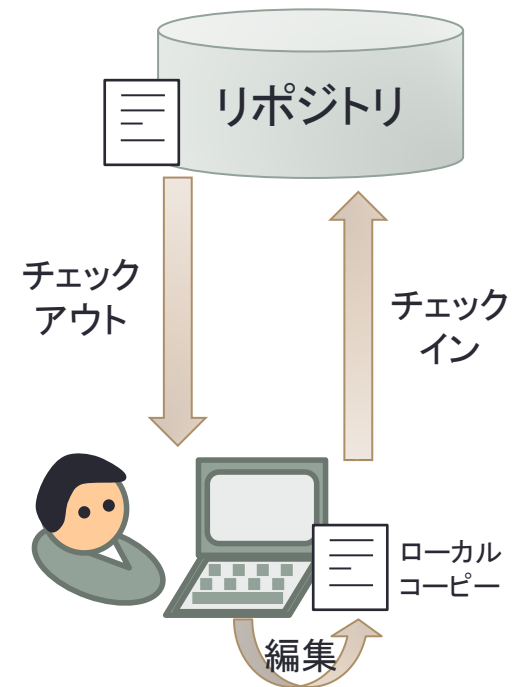 リポジトリ
チェック
アウト
チェック
イン
ローカル
コピー
編集